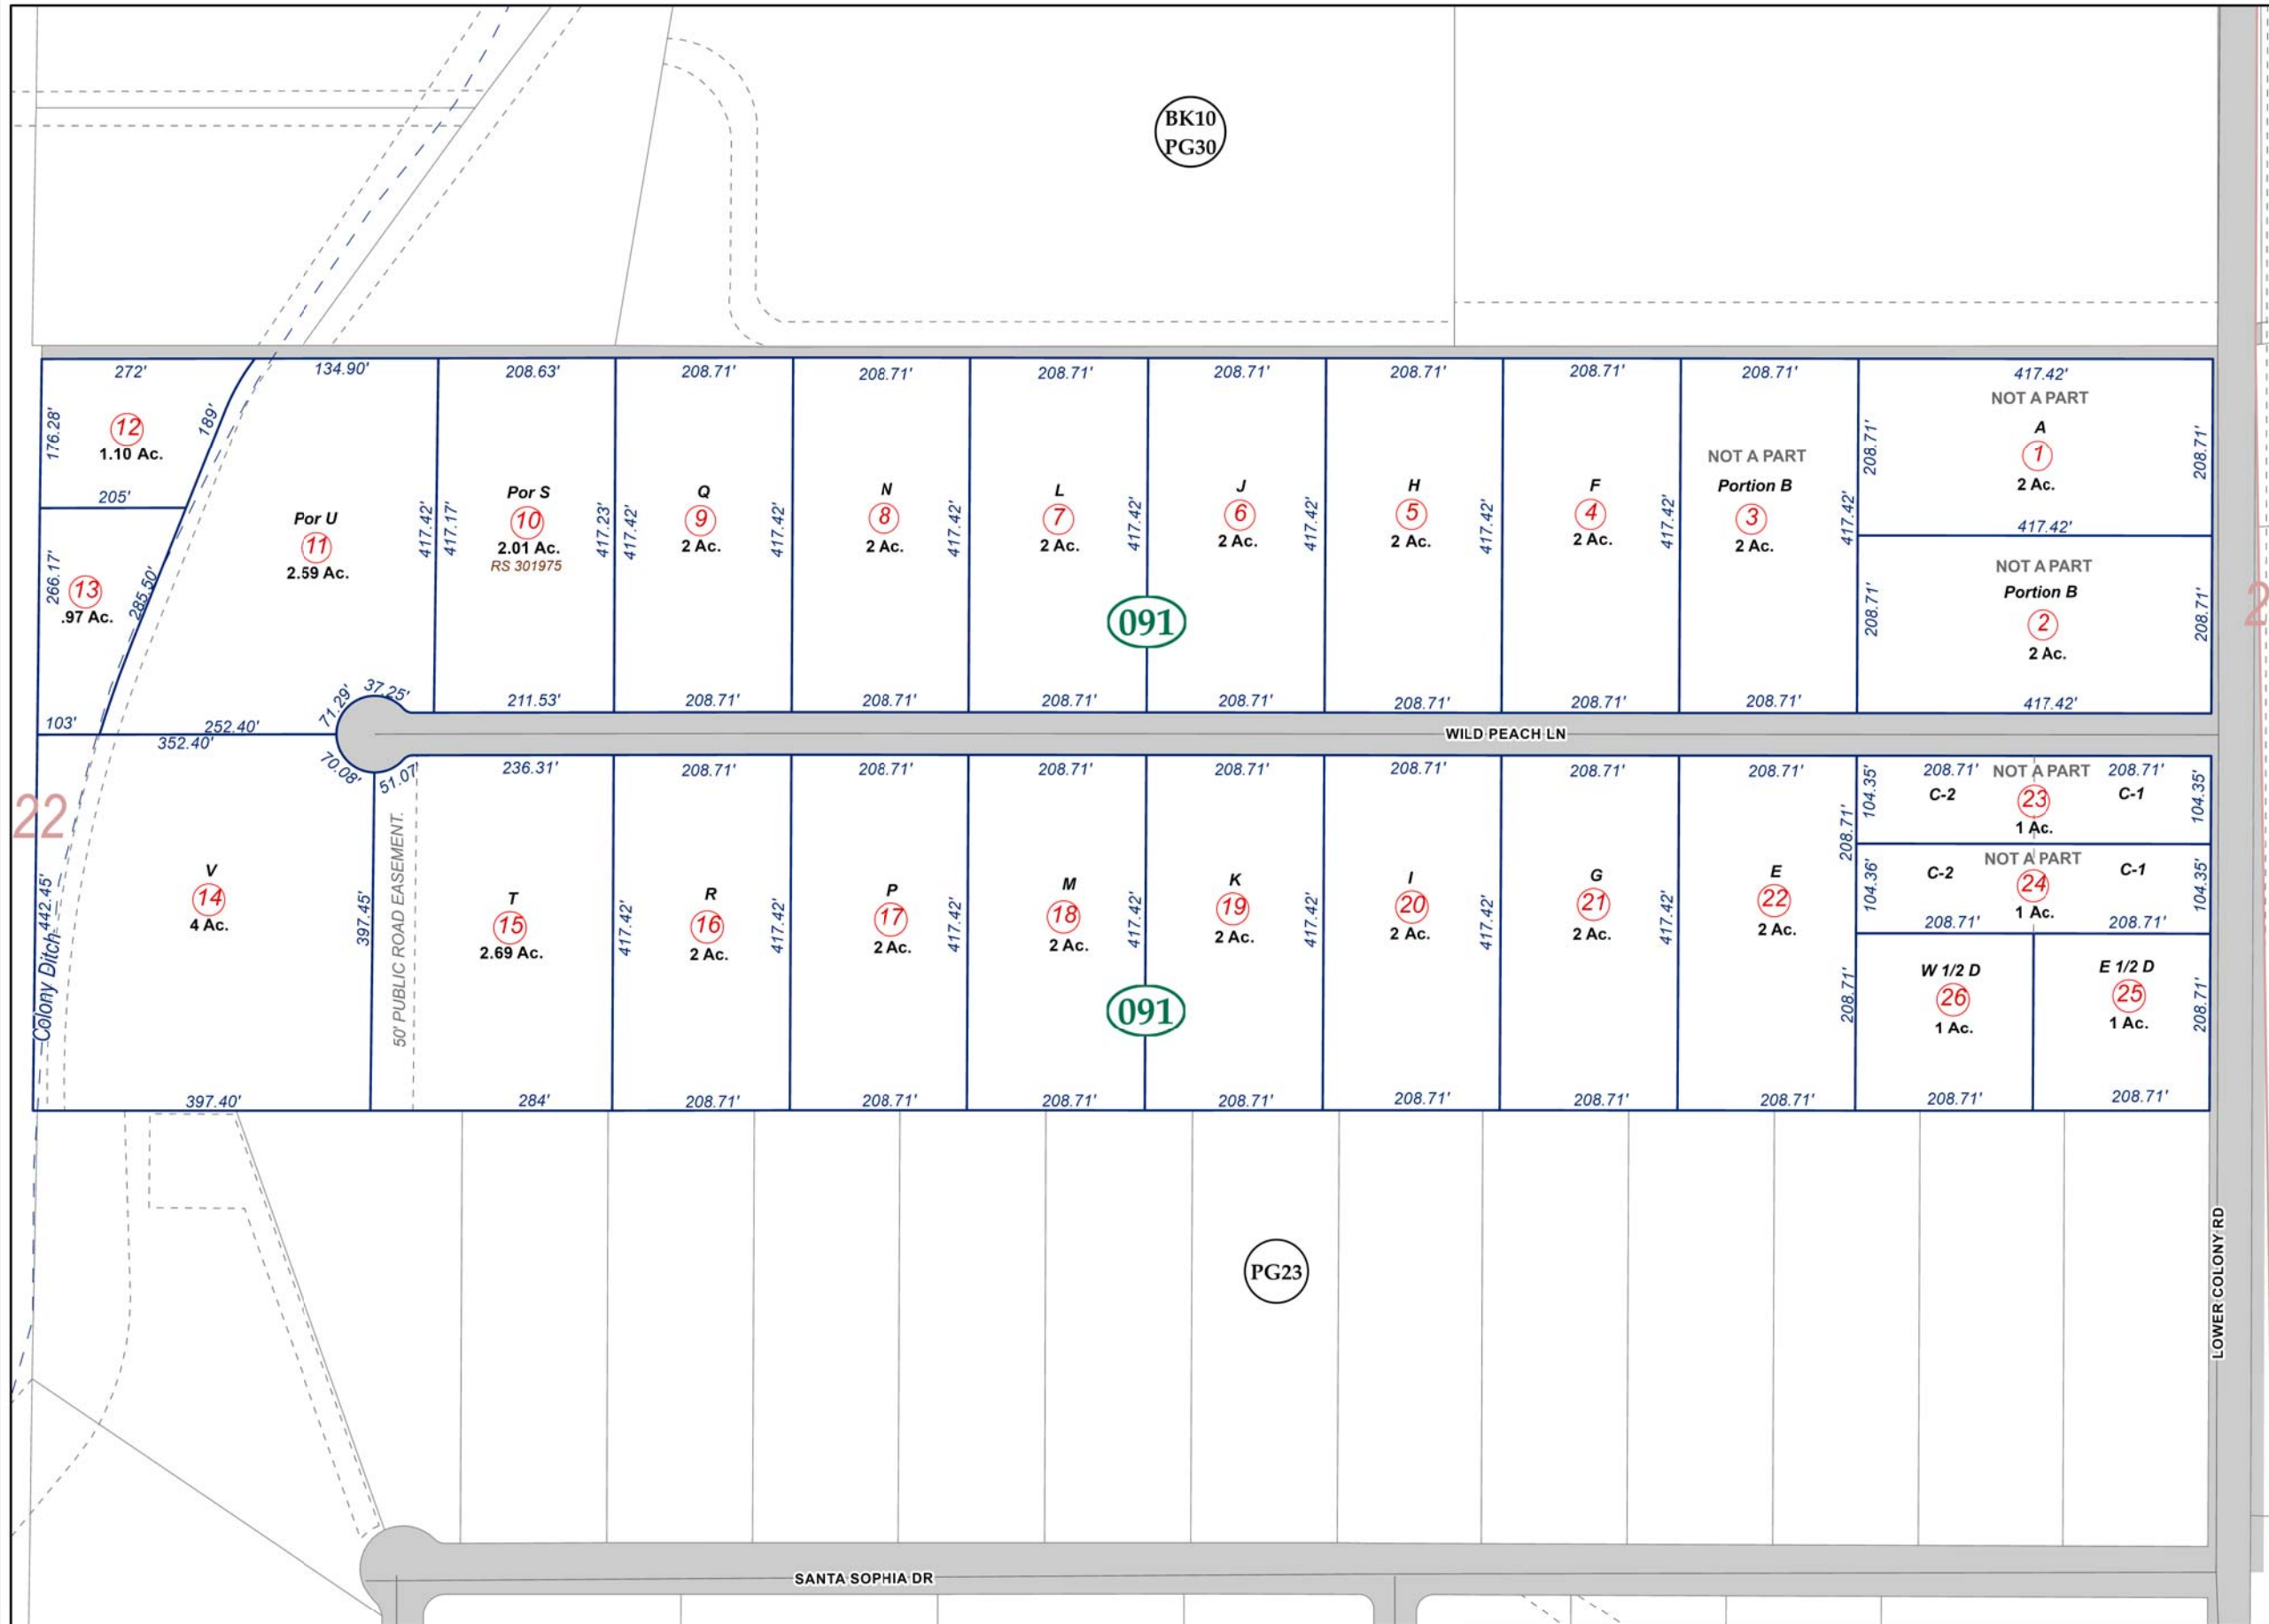 BK10
PG30
272'
134.90'
208.63'
208.71'
208.71'
208.71'
208.71'
208.71'
208.71'
208.71'
417.42'
NOT A PART
A
1
2 Ac.
208.71'
208.71'
417.42'
176.28'
12
1.10 Ac.
189'
205'
266.17'
13
.97 Ac.
285.50'
103'
Por U
11
2.59 Ac.
417.42'
417.17'
Por S
10
2.01 Ac.
RS 301975
417.23'
417.42'
Q
9
2 Ac.
417.42'
N
8
2 Ac.
417.42'
L
7
2 Ac.
417.42'
J
6
2 Ac.
417.42'
H
5
2 Ac.
417.42'
F
4
2 Ac.
417.42'
NOT A PART
Portion B
3
2 Ac.
417.42'
NOT A PART
Portion B
2
2 Ac.
208.71'
208.71'
2
091
71.29'
37.25'
252.40'
211.53'
208.71'
208.71'
208.71'
208.71'
208.71'
208.71'
208.71'
417.42'
WILD PEACH LN
352.40'
70.08'
51.07'
236.31'
208.71'
208.71'
208.71'
208.71'
208.71'
208.71'
208.71'
104.35'
208.71'
NOT A PART
208.71'
104.35'
C-2
23
C-1
1 Ac.
22
442.45'
Colony Ditch
V
14
4 Ac.
397.45'
50' PUBLIC ROAD EASEMENT.
T
15
2.69 Ac.
417.42'
R
16
2 Ac.
417.42'
P
17
2 Ac.
417.42'
M
18
2 Ac.
417.42'
K
19
2 Ac.
417.42'
I
20
2 Ac.
417.42'
G
21
2 Ac.
417.42'
E
22
2 Ac.
208.71'
208.71'
104.36'
NOT A PART
C-2
24
C-1
1 Ac.
104.35'
208.71'
208.71'
W 1/2 D
26
1 Ac.
E 1/2 D
25
1 Ac.
208.71'
091
397.40'
284'
208.71'
208.71'
208.71'
208.71'
208.71'
208.71'
208.71'
208.71'
208.71'
PG23
LOWER COLONY RD
SANTA SOPHIA DR